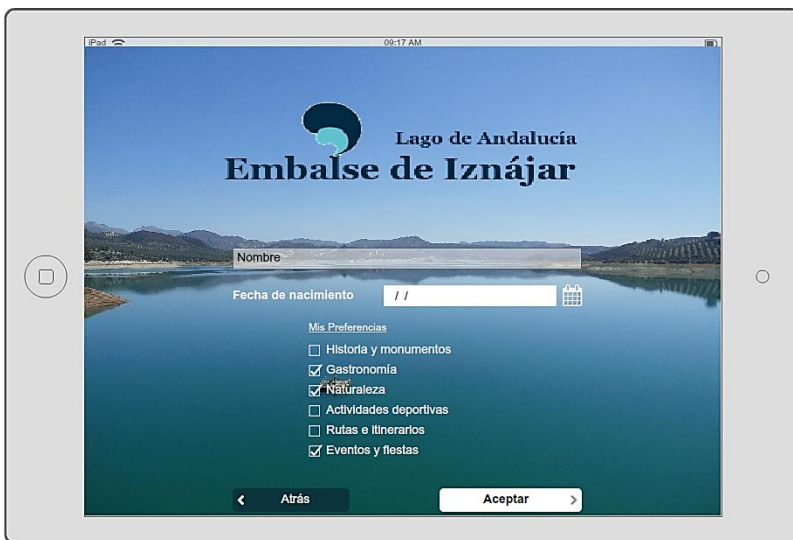 iPad 09:17 AM
Lago de Andalucía
Embalse de Iznájar
Nombre
Fecha de nacimiento / /
Mis Preferencias
Historia y monumentos
Gastronomía
Naturaleza
Actividades deportivas
Rutas e itinerarios
Eventos y fiestas
Atrás Aceptar